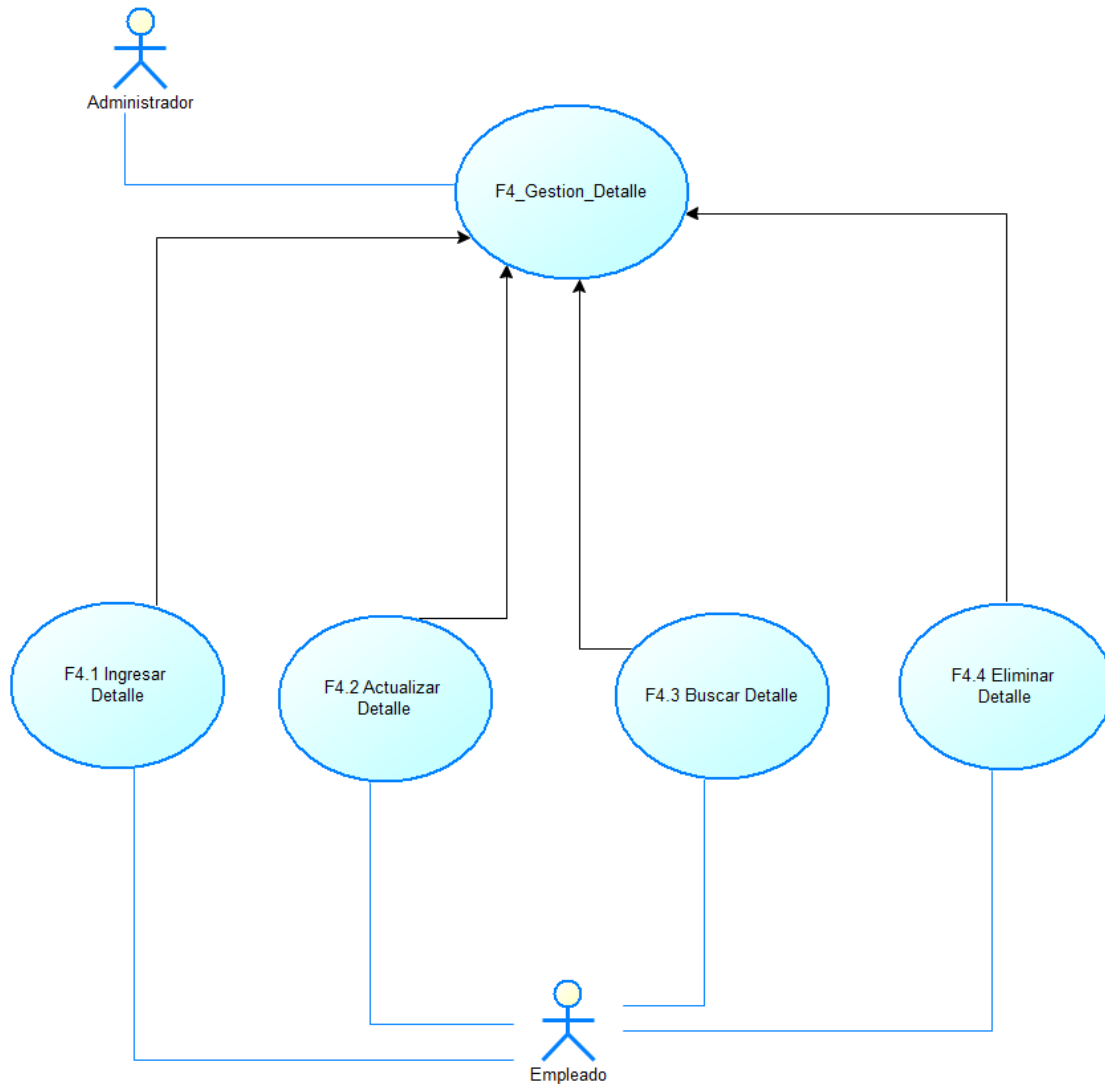 Administrador
F4_Gestion_Detalle
F4.1 Ingresar
Detalle
F4.2 Actualizar
Detalle
F4.3 Buscar Detalle
F4.4 Eliminar
Detalle
Empleado